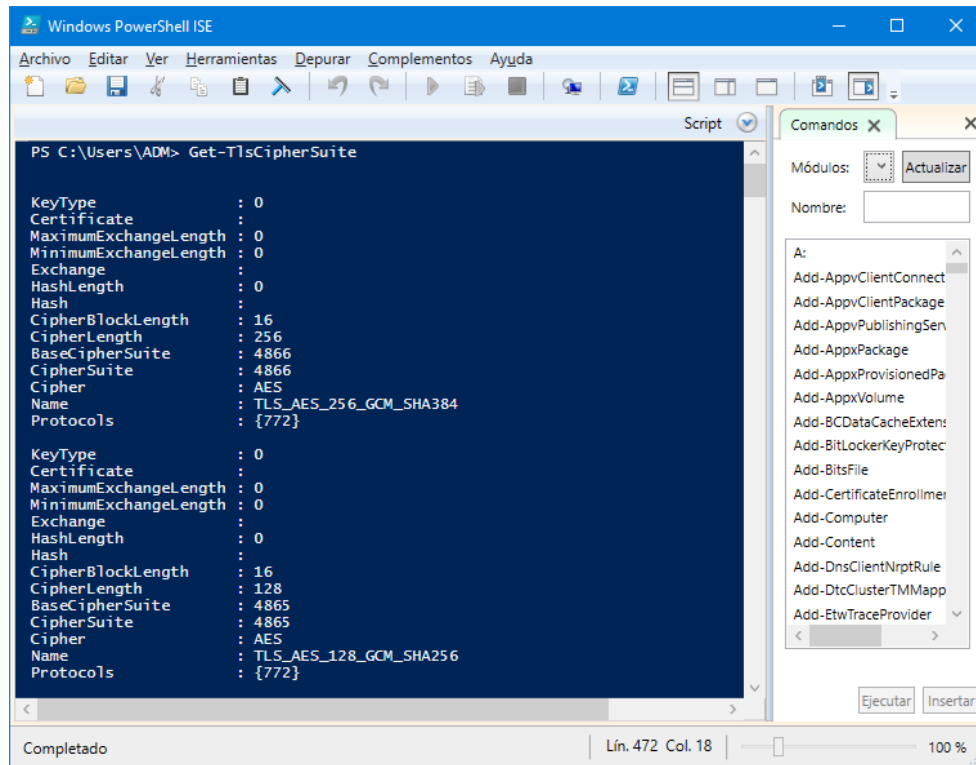 Windows PowerShell ISE
Archivo Editar Ver Herramientas Depurar Complementos Ayuda
Script
PS C:\Users\ADM> Get-TlsCipherSuite
KeyType : 0
Certificate :
MaximumExchangeLength : 0
MinimumExchangeLength : 0
Exchange :
HashLength : 0
Hash :
CipherBlockLength : 16
CipherLength : 256
BaseCipherSuite : 4866
CipherSuite : 4866
Cipher : AES
Name : TLS_AES_256_GCM_SHA384
Protocols : {772}
KeyType : 0
Certificate :
MaximumExchangeLength : 0
MinimumExchangeLength : 0
Exchange :
HashLength : 0
Hash :
CipherBlockLength : 16
CipherLength : 128
BaseCipherSuite : 4865
CipherSuite : 4865
Cipher : AES
Name : TLS_AES_128_GCM_SHA256
Protocols : {772}
Comandos
Módulos: Actualizar
Nombre:
A:
Add-AppvClientConnect
Add-AppvClientPackage
Add-AppvPublishingServ
Add-AppxPackage
Add-AppxProvisionedPa
Add-AppxVolume
Add-BCDataCacheExtens
Add-BitLockerKeyProtec
Add-BitsFile
Add-CertificateEnrollmen
Add-Computer
Add-Content
Add-DnsClientNrptRule
Add-DtcClusterTMMapp
Add-EtwTraceProvider
Ejecutar Insertar
Completado Lín. 472 Col. 18 100 %